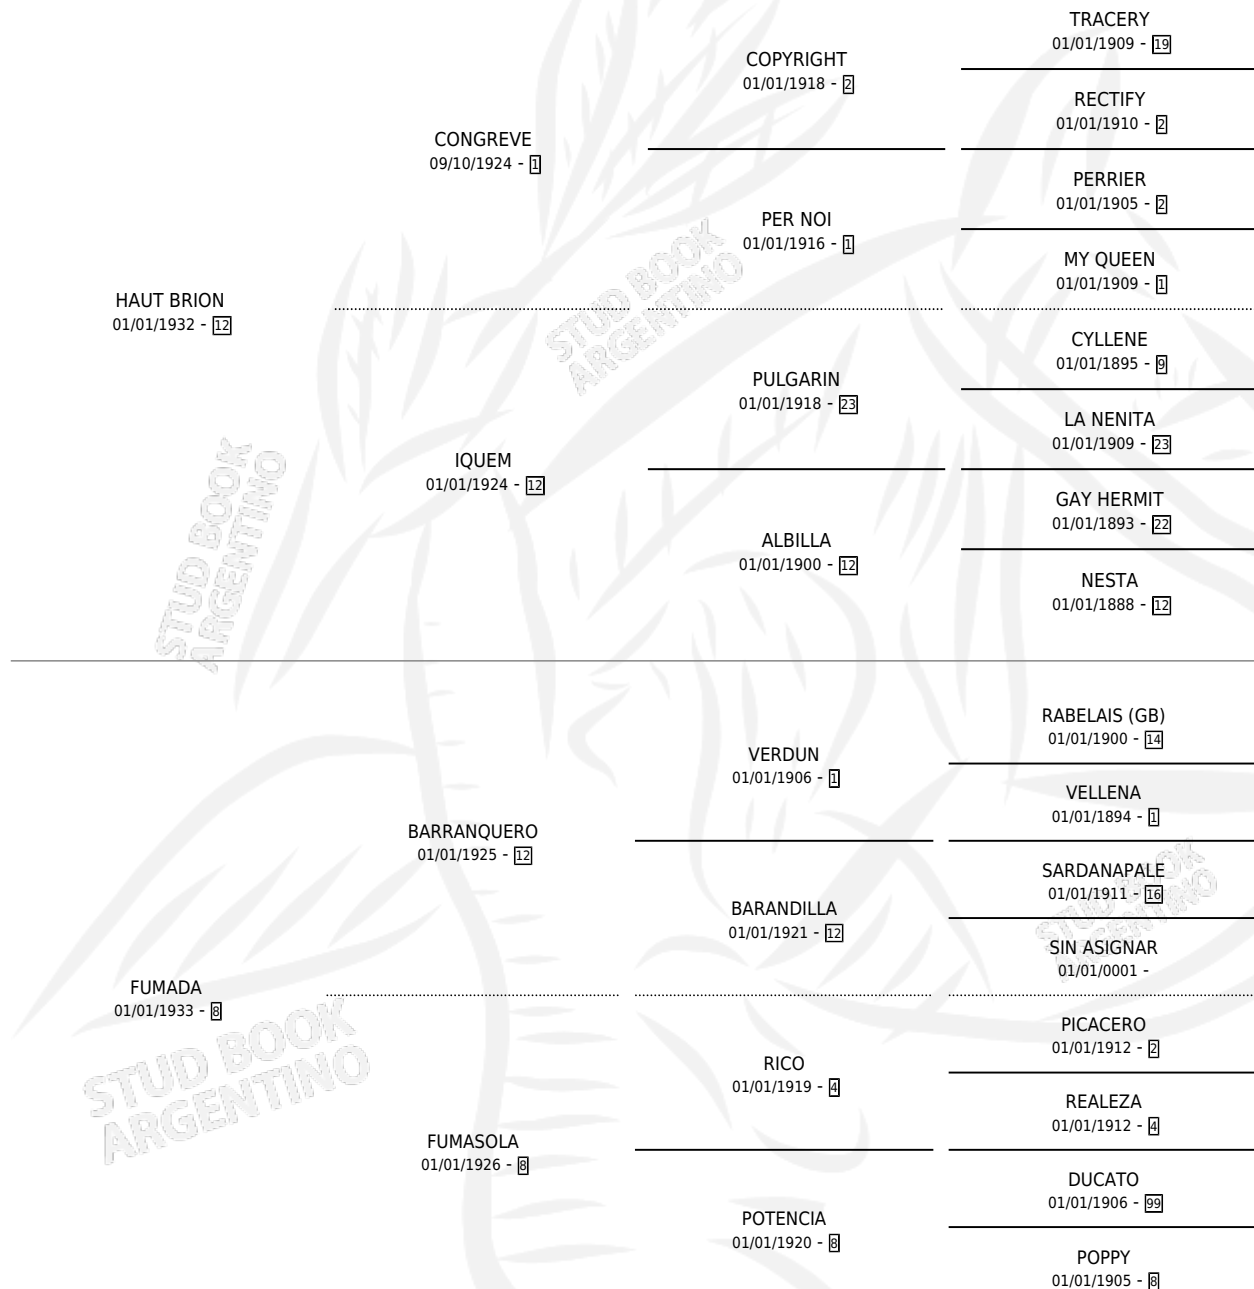 TRACERY
01/01/1909 - 19
COPYRIGHT
01/01/1918 - 2
RECTIFY
01/01/1910 - 2
CONGREVE
09/10/1924 - 1
PERRIER
01/01/1905 - 2
PER NOI
01/01/1916 - 1
MY QUEEN
01/01/1909 - 1
HAUT BRION
01/01/1932 - 12
CYLLENE
01/01/1895 - 9
PULGARIN
01/01/1918 - 23
LA NENITA
01/01/1909 - 23
IQUEM
01/01/1924 - 12
GAY HERMIT
01/01/1893 - 22
ALBILLA
01/01/1900 - 12
NESTA
01/01/1888 - 12
RABELAIS (GB)
01/01/1900 - 14
VERDUN
01/01/1906 - 1
VELLENA
01/01/1894 - 1
BARRANQUERO
01/01/1925 - 12
SARDANAPALE
01/01/1911 - 16
BARANDILLA
01/01/1921 - 12
SIN ASIGNAR
01/01/0001 -
FUMADA
01/01/1933 - 8
PICACERO
01/01/1912 - 2
RICO
01/01/1919 - 4
REALEZA
01/01/1912 - 4
FUMASOLA
01/01/1926 - 8
DUCATO
01/01/1906 - 99
POTENCIA
01/01/1920 - 8
POPPY
01/01/1905 - 8
STUD BOOK
ARGENTINO
STUD BOOK
ARGENTINO
STUD BOOK
ARGENTINO
STUD BOOK
ARGENTINO